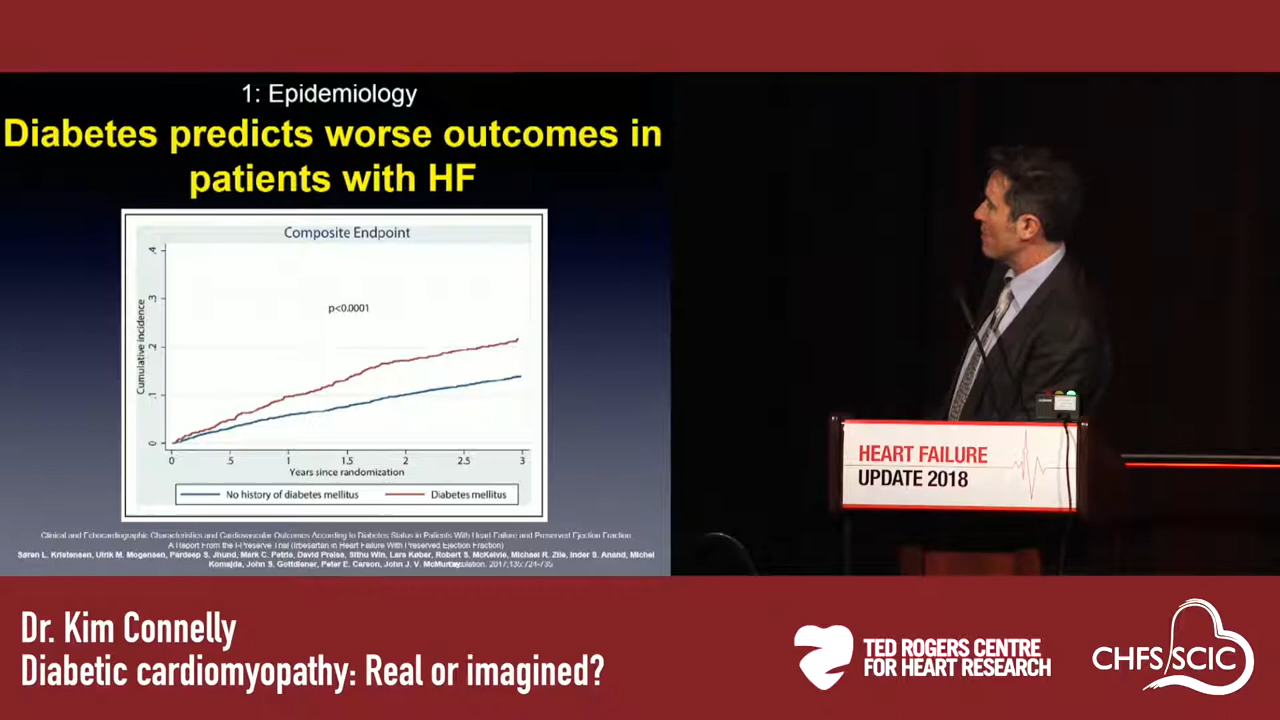 1: Epidemiology
Diabetes predicts worse outcomes in
patients with HF
Composite Endpoint
Cumulative incidence
.4
.3
.2
.1
0
p<0.0001
0 .5 1 1.5 2 2.5 3
Years since randomization
No history of diabetes mellitus Diabetes mellitus
Clinical and Echocardiographic Characteristics and Cardiovascular Outcomes According to Diabetes Status in Patients With Heart Failure and Preserved Ejection Fraction
A Report From the I-Preserve Trial (Irbesartan in Heart Failure With Preserved Ejection Fraction)
Søren L. Kristensen, Ulrik M. Mogensen, Pardeep S. Jhund, Mark C. Petrie, David Preiss, Sithu Win, Lars Køber, Robert S. McKelvie, Michael R. Zile, Inder S. Anand, Michel
Komajda, John S. Gottdiener, Peter E. Carson, John J. V. 2017;135:724-735
HEART FAILURE
UPDATE 2018
Dr. Kim Connelly
Diabetic cardiomyopathy: Real or imagined?
TED ROGERS CENTRE
FOR HEART RESEARCH
CHFS/SCIC